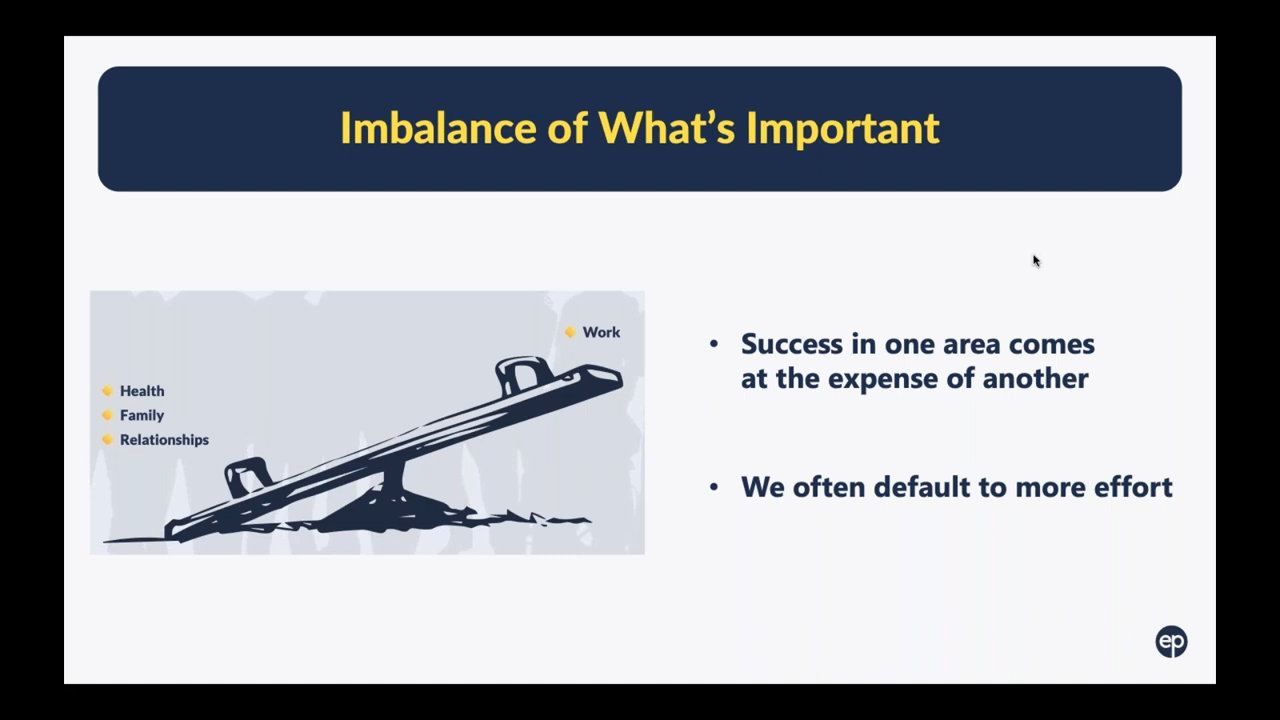 Imbalance of What's Important
Work
Health
Family
Relationships
• Success in one area comes
at the expense of another
• We often default to more effort
ep